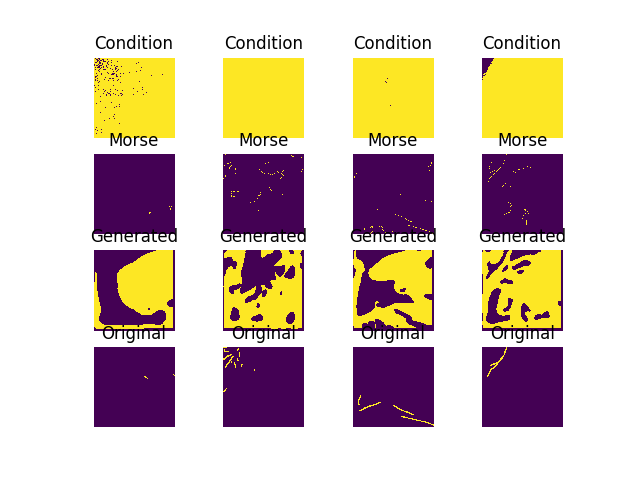 Condition Condition Condition Condition
Morse Morse Morse Morse
Generated Generated Generated Generated
Original Original Original Original